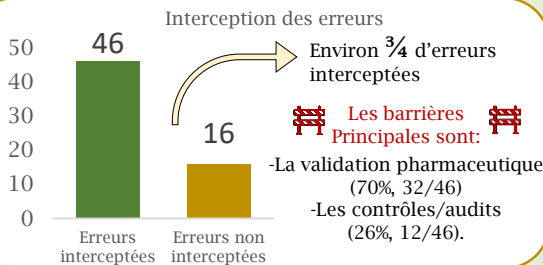 Interception des erreurs
50
40
30
20
10
0
46
16
Erreurs
interceptées
Erreurs non
interceptées
Environ ¾ d'erreurs
interceptées
Les barrières
Principales sont:
-La validation pharmaceutique
(70%, 32/46)
-Les contrôles/audits
(26%, 12/46).